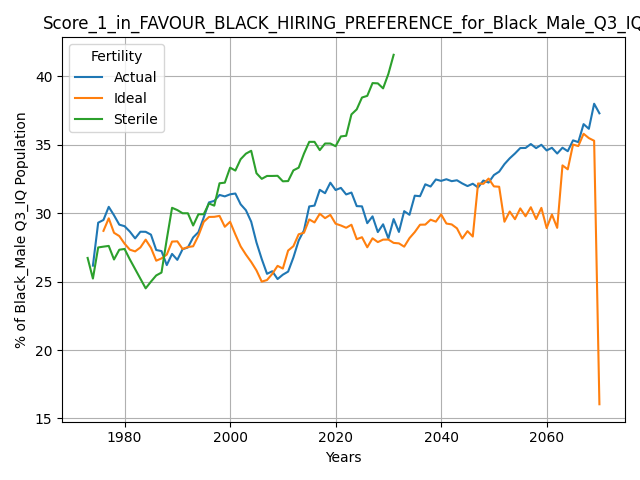 Score_1_in_FAVOUR_BLACK_HIRING_PREFERENCE_for_Black_Male_Q3_IQ
Fertility
Actual
Ideal
Sterile
% of Black_Male Q3_IQ Population
40
35
30
25
20
15
1980
2000
2020
2040
2060
Years